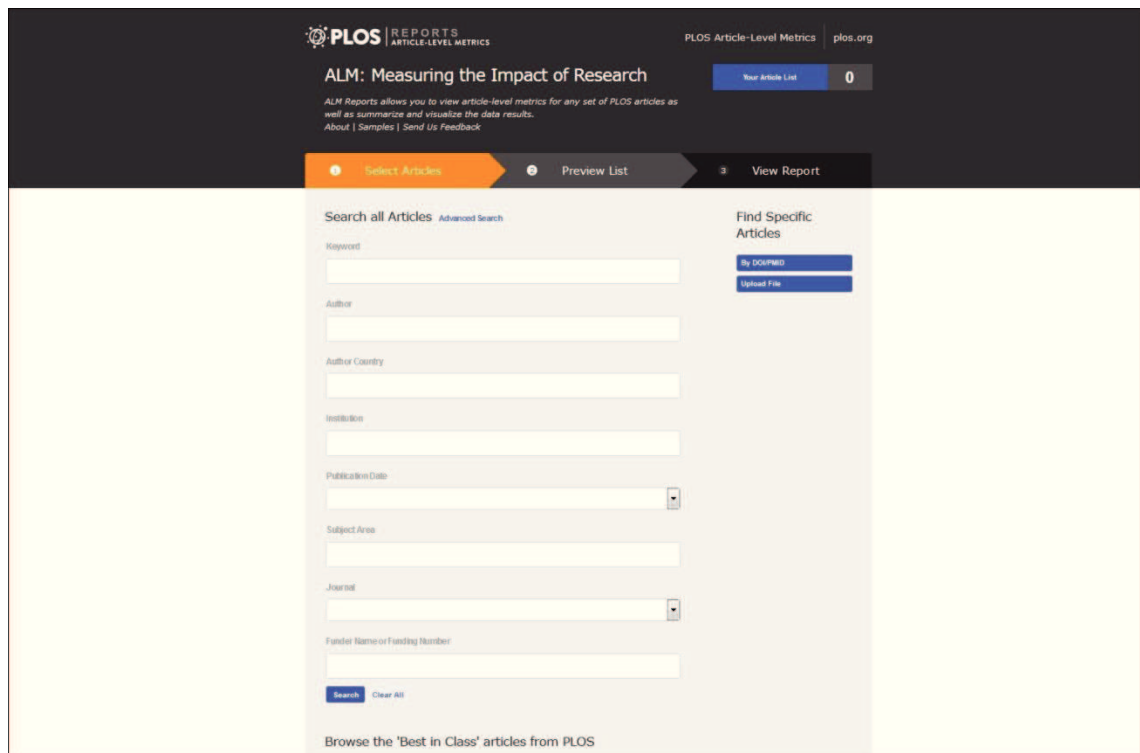 PLOS REPORTS
ARTICLE-LEVEL METRICS
PLOS Article-Level Metrics plos.org
ALM: Measuring the Impact of Research
Your Article List 0
ALM Reports allows you to view article-level metrics for any set of PLOS articles as
well as summarize and visualize the data results.
About | Samples | Send Us Feedback
1 Select Articles 2 Preview List 3 View Report
Search all Articles Advanced Search
Find Specific
Articles
Keyword
By DOI/PMID
Upload File
Author
Author Country
Institution
Publication Date
Subject Area
Journal
Funder Name or Funding Number
Search Clear All
Browse the 'Best in Class' articles from PLOS